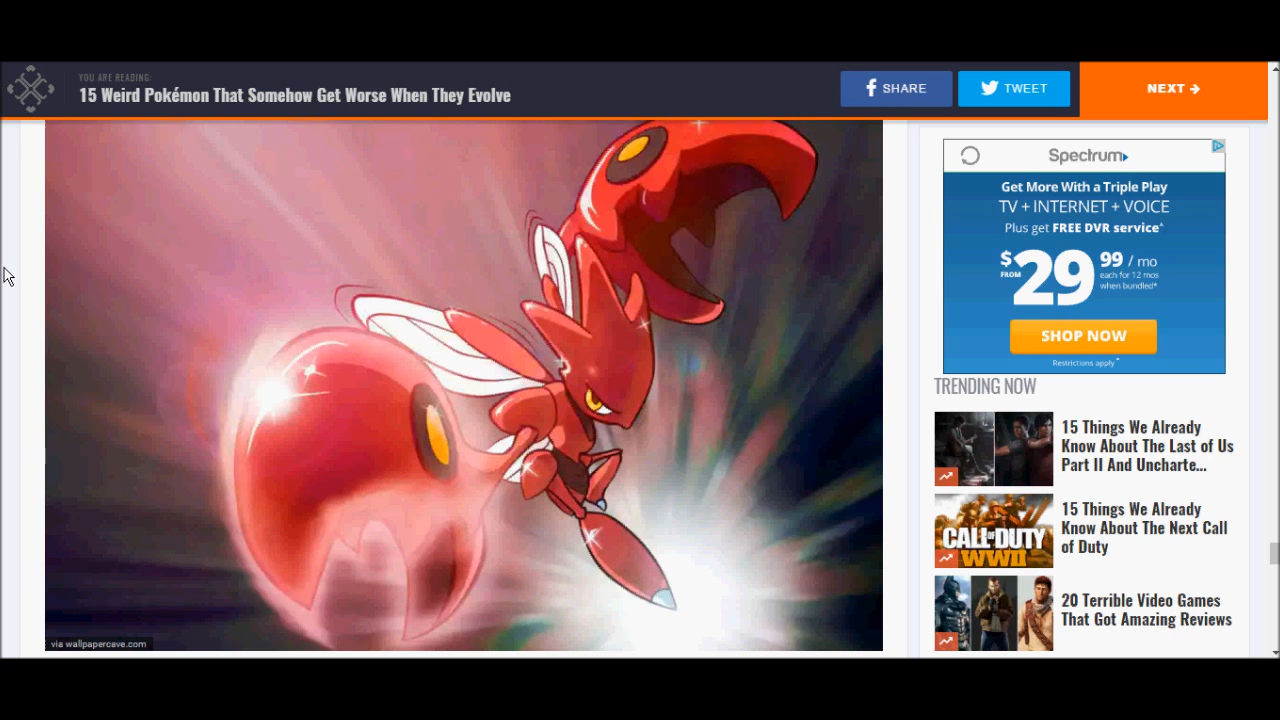 YOU ARE READING:
15 Weird Pokémon That Somehow Get Worse When They Evolve
SHARE
TWEET
NEXT
via wallpapercave.com
Spectrum
Get More With a Triple Play
TV + INTERNET + VOICE
Plus get FREE DVR service^
$ FROM 29 99 / mo
each for 12 mos
when bundled*
SHOP NOW
Restrictions apply
TRENDING NOW
15 Things We Already
Know About The Last of Us
Part II And Uncharte...
CALL OF DUTY
WWII
15 Things We Already
Know About The Next Call
of Duty
20 Terrible Video Games
That Got Amazing Reviews